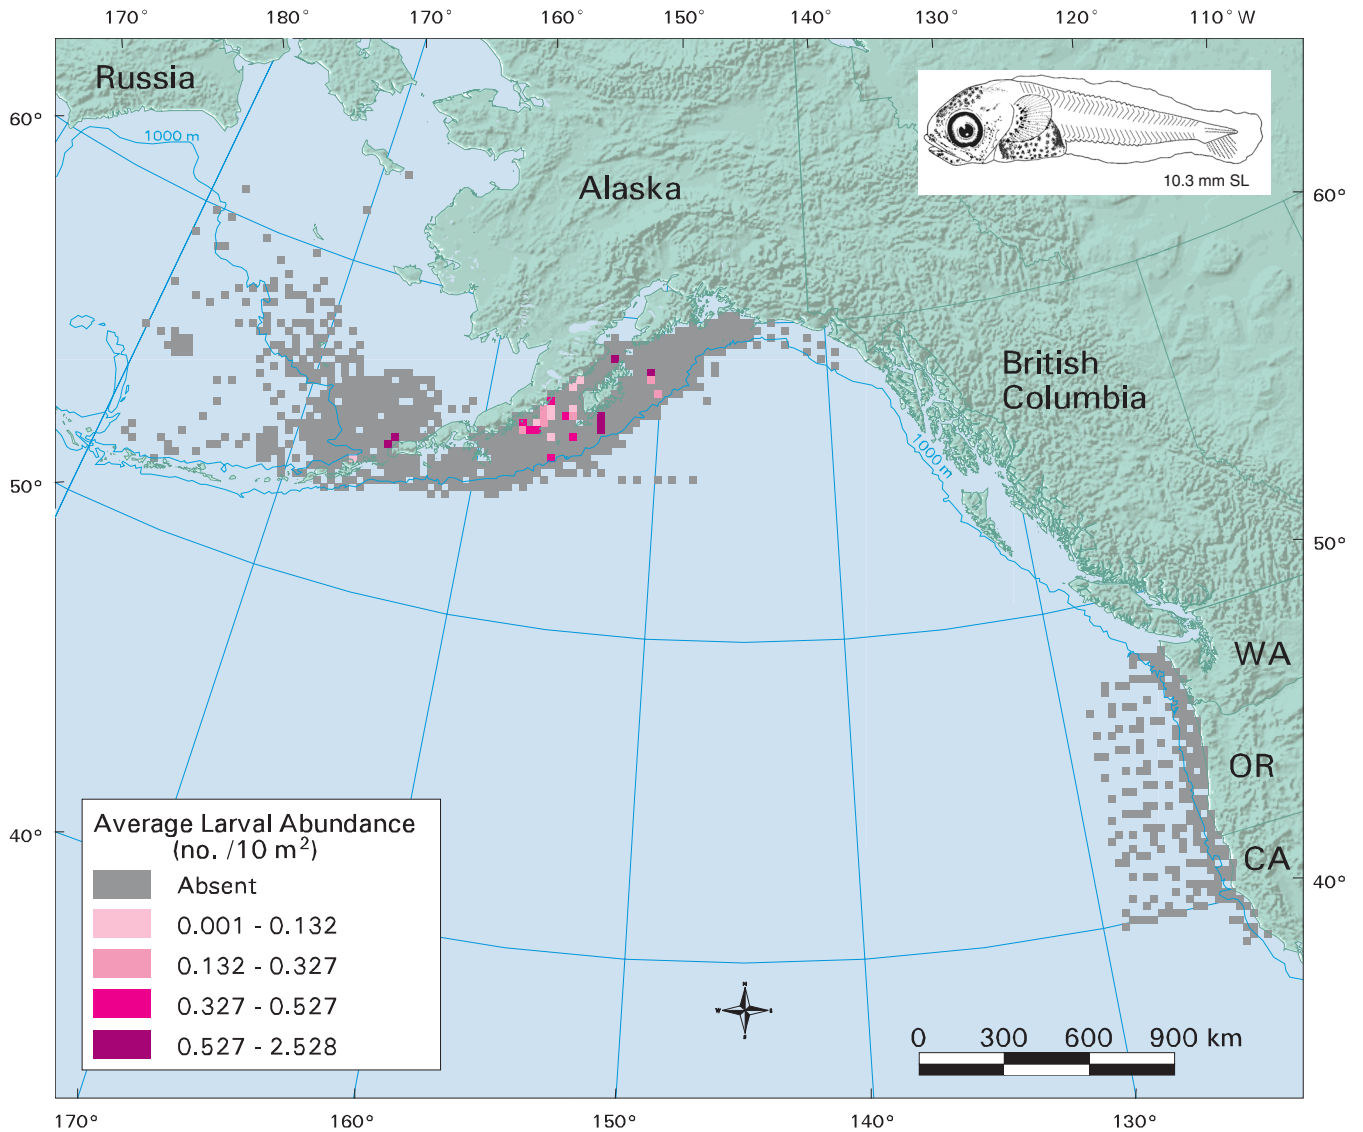 170° 180° 170° 160° 150° 140° 130° 120° 110° W
Russia
60°
1000 m
Alaska
10.3 mm SL
60°
British
Columbia
1000 m
50°
50°
WA
OR
CA
40°
40°
Average Larval Abundance
(no. /10 m²)
Absent
0.001 - 0.132
0.132 - 0.327
0.327 - 0.527
0.527 - 2.528
N
W
S
0 300 600 900 km
170° 160° 150° 140° 130°